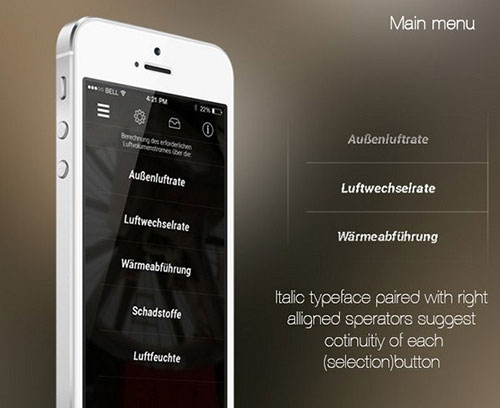 Main menu
BELL
4:21 PM
22%
Berechnung des erforderlichen
Luftvolumenstromes über die:
Außenluftrate
Luftwechselrate
Wärmeabführung
Schadstoffe
Luftfeuchte
Außenluftrate
Luftwechselrate
Wärmeabführung
Italic typeface paired with right
alligned sperators suggest
cotinuitiy of each
(selection)button